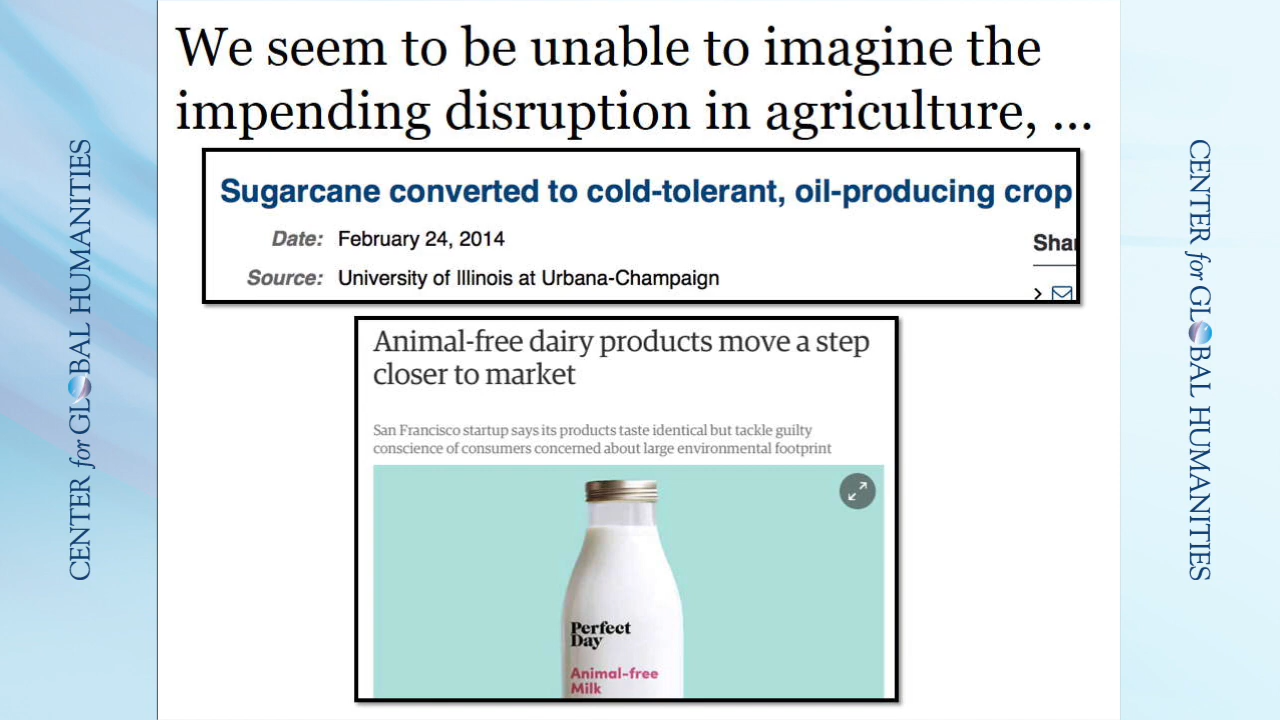 We seem to be unable to imagine the
impending disruption in agriculture, ...
Sugarcane converted to cold-tolerant, oil-producing crop
Date: February 24, 2014
Source: University of Illinois at Urbana-Champaign
Shar
Animal-free dairy products move a step
closer to market
San Francisco startup says its products taste identical but tackle guilty
conscience of consumers concerned about large environmental footprint
Perfect
Day
Animal-free
Milk
CENTER for GLOBAL HUMANITIES
CENTER for GLOBAL HUMANITIES